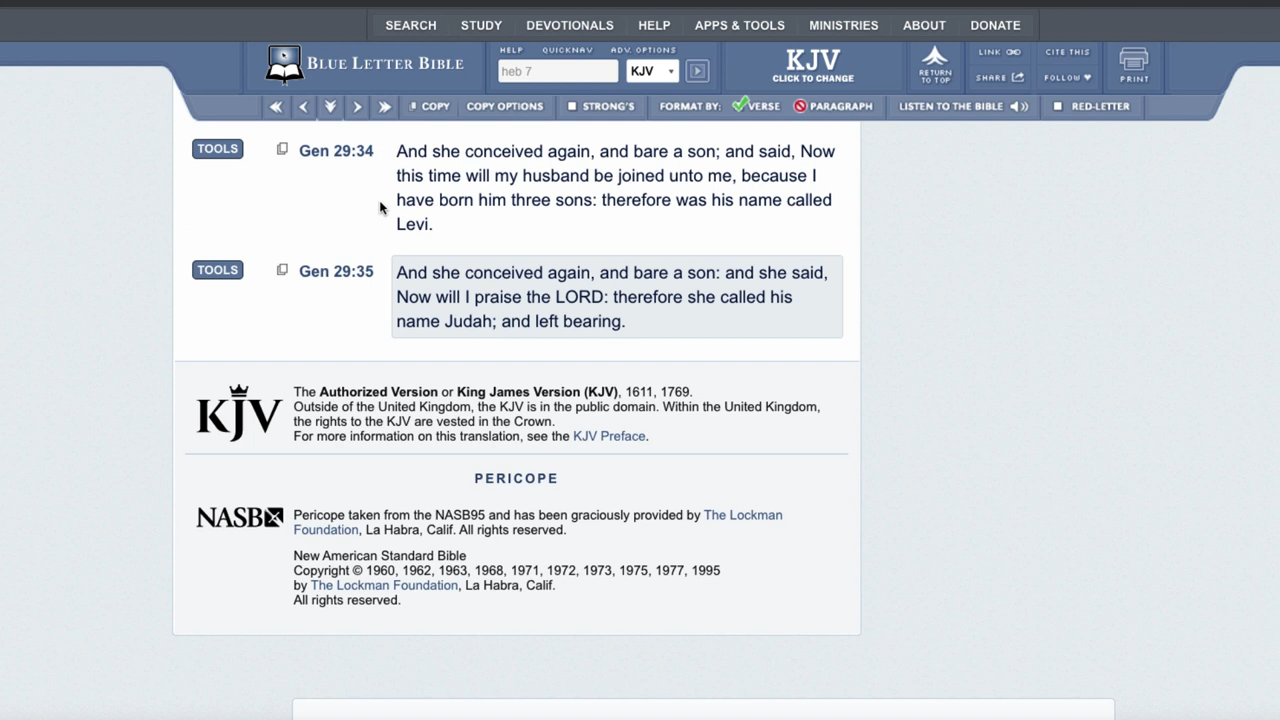 SEARCH STUDY DEVOTIONALS HELP APPS & TOOLS MINISTRIES ABOUT DONATE
BLUE LETTER BIBLE
HELP QUICKNAV ADV. OPTIONS
heb 7 KJV
KJV
CLICK TO CHANGE
RETURN
TO TOP
LINK CITE THIS
SHARE FOLLOW
PRINT
COPY COPY OPTIONS STRONG'S FORMAT BY: VERSE PARAGRAPH LISTEN TO THE BIBLE RED-LETTER
TOOLS Gen 29:34 And she conceived again, and bare a son; and said, Now
this time will my husband be joined unto me, because I
have born him three sons: therefore was his name called
Levi.
TOOLS Gen 29:35 And she conceived again, and bare a son: and she said,
Now will I praise the LORD: therefore she called his
name Judah; and left bearing.
KJV
The Authorized Version or King James Version (KJV), 1611, 1769.
Outside of the United Kingdom, the KJV is in the public domain. Within the United Kingdom,
the rights to the KJV are vested in the Crown.
For more information on this translation, see the KJV Preface.
PERICOPE
NASB
Pericope taken from the NASB95 and has been graciously provided by The Lockman
Foundation, La Habra, Calif. All rights reserved.
New American Standard Bible
Copyright © 1960, 1962, 1963, 1968, 1971, 1972, 1973, 1975, 1977, 1995
by The Lockman Foundation, La Habra, Calif.
All rights reserved.